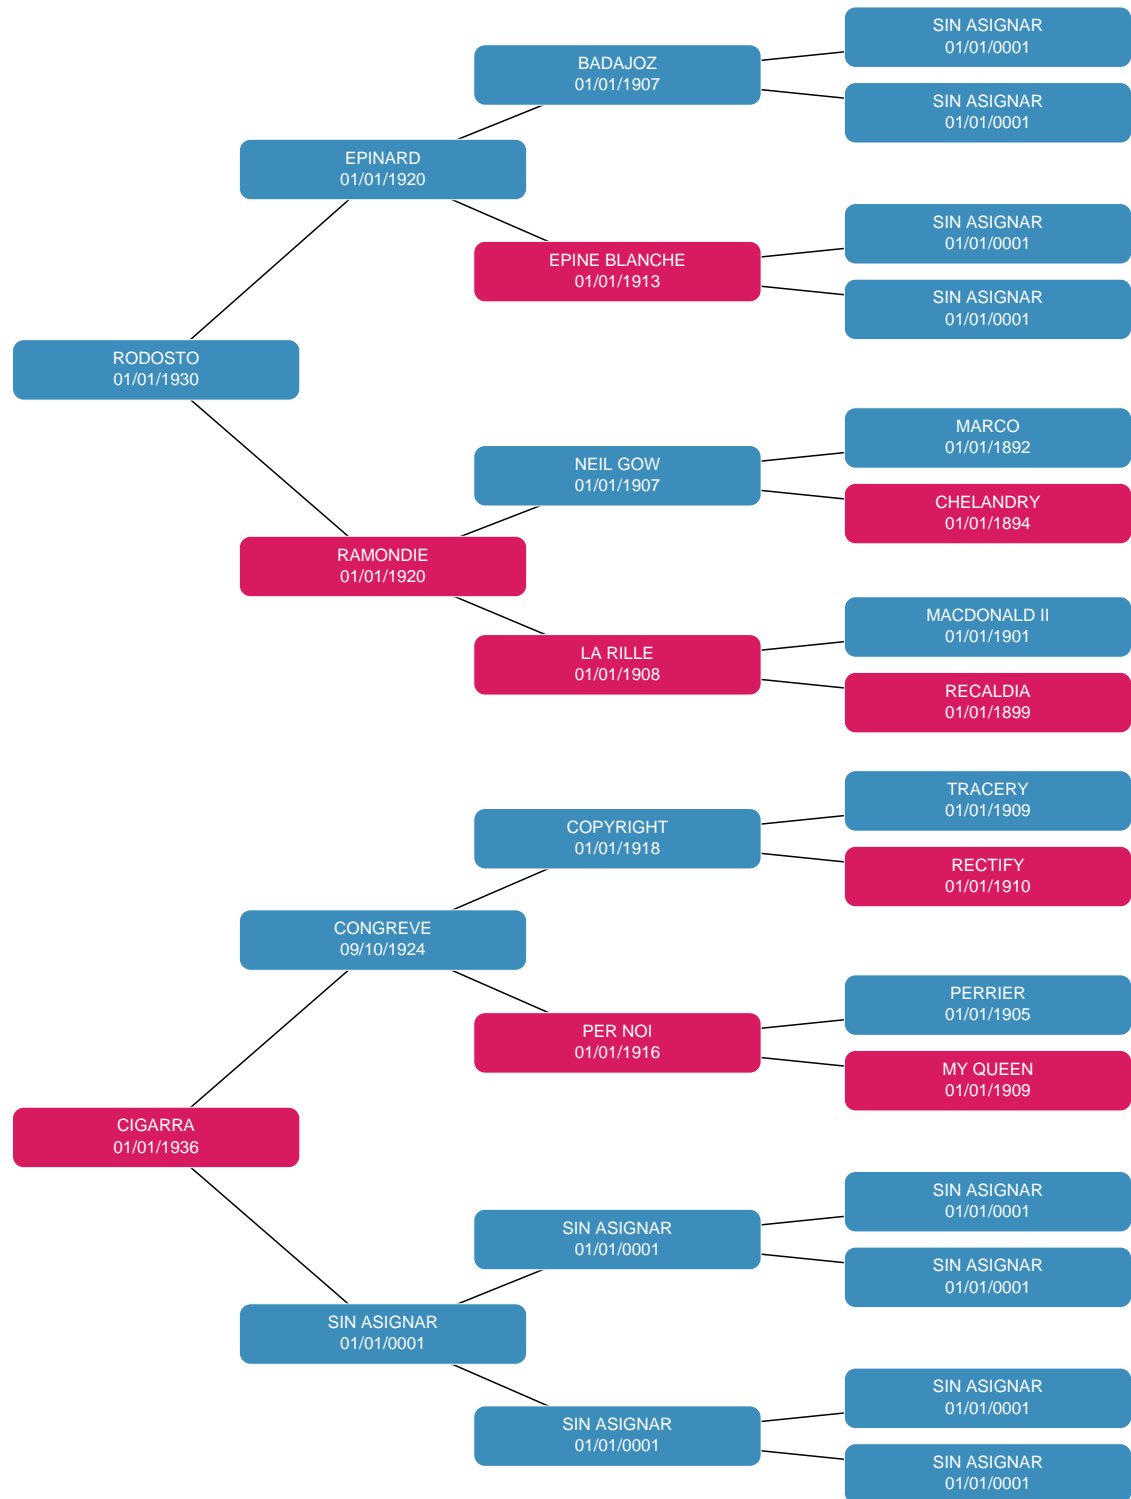 SIN ASIGNAR
01/01/0001
BADAJOZ
01/01/1907
SIN ASIGNAR
01/01/0001
EPINARD
01/01/1920
SIN ASIGNAR
01/01/0001
EPINE BLANCHE
01/01/1913
SIN ASIGNAR
01/01/0001
RODOSTO
01/01/1930
MARCO
01/01/1892
NEIL GOW
01/01/1907
CHELANDRY
01/01/1894
RAMONDIE
01/01/1920
MACDONALD II
01/01/1901
LA RILLE
01/01/1908
RECALDIA
01/01/1899
TRACERY
01/01/1909
COPYRIGHT
01/01/1918
RECTIFY
01/01/1910
CONGREVE
09/10/1924
PERRIER
01/01/1905
PER NOI
01/01/1916
MY QUEEN
01/01/1909
CIGARRA
01/01/1936
SIN ASIGNAR
01/01/0001
SIN ASIGNAR
01/01/0001
SIN ASIGNAR
01/01/0001
SIN ASIGNAR
01/01/0001
SIN ASIGNAR
01/01/0001
SIN ASIGNAR
01/01/0001
SIN ASIGNAR
01/01/0001